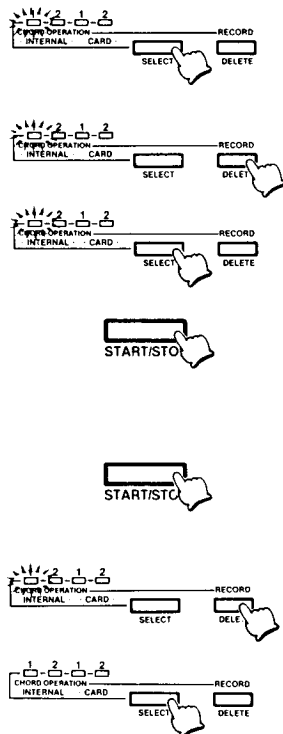 2 1 2
CHORD OPERATION RECORD
INTERNAL CARD
SELECT DELETE
2 1 2
CHORD OPERATION RECORD
INTERNAL CARD
SELECT DELET
2 1 2
CHORD OPERATION RECORD
INTERNAL CARD
SELECT DELETE
START/STO
START/STO
2 1 2
CHORD OPERATION RECORD
INTERNAL CARD
SELECT DELE
1 2 1 2
CHORD OPERATION RECORD
INTERNAL CARD
SELECT DELETE